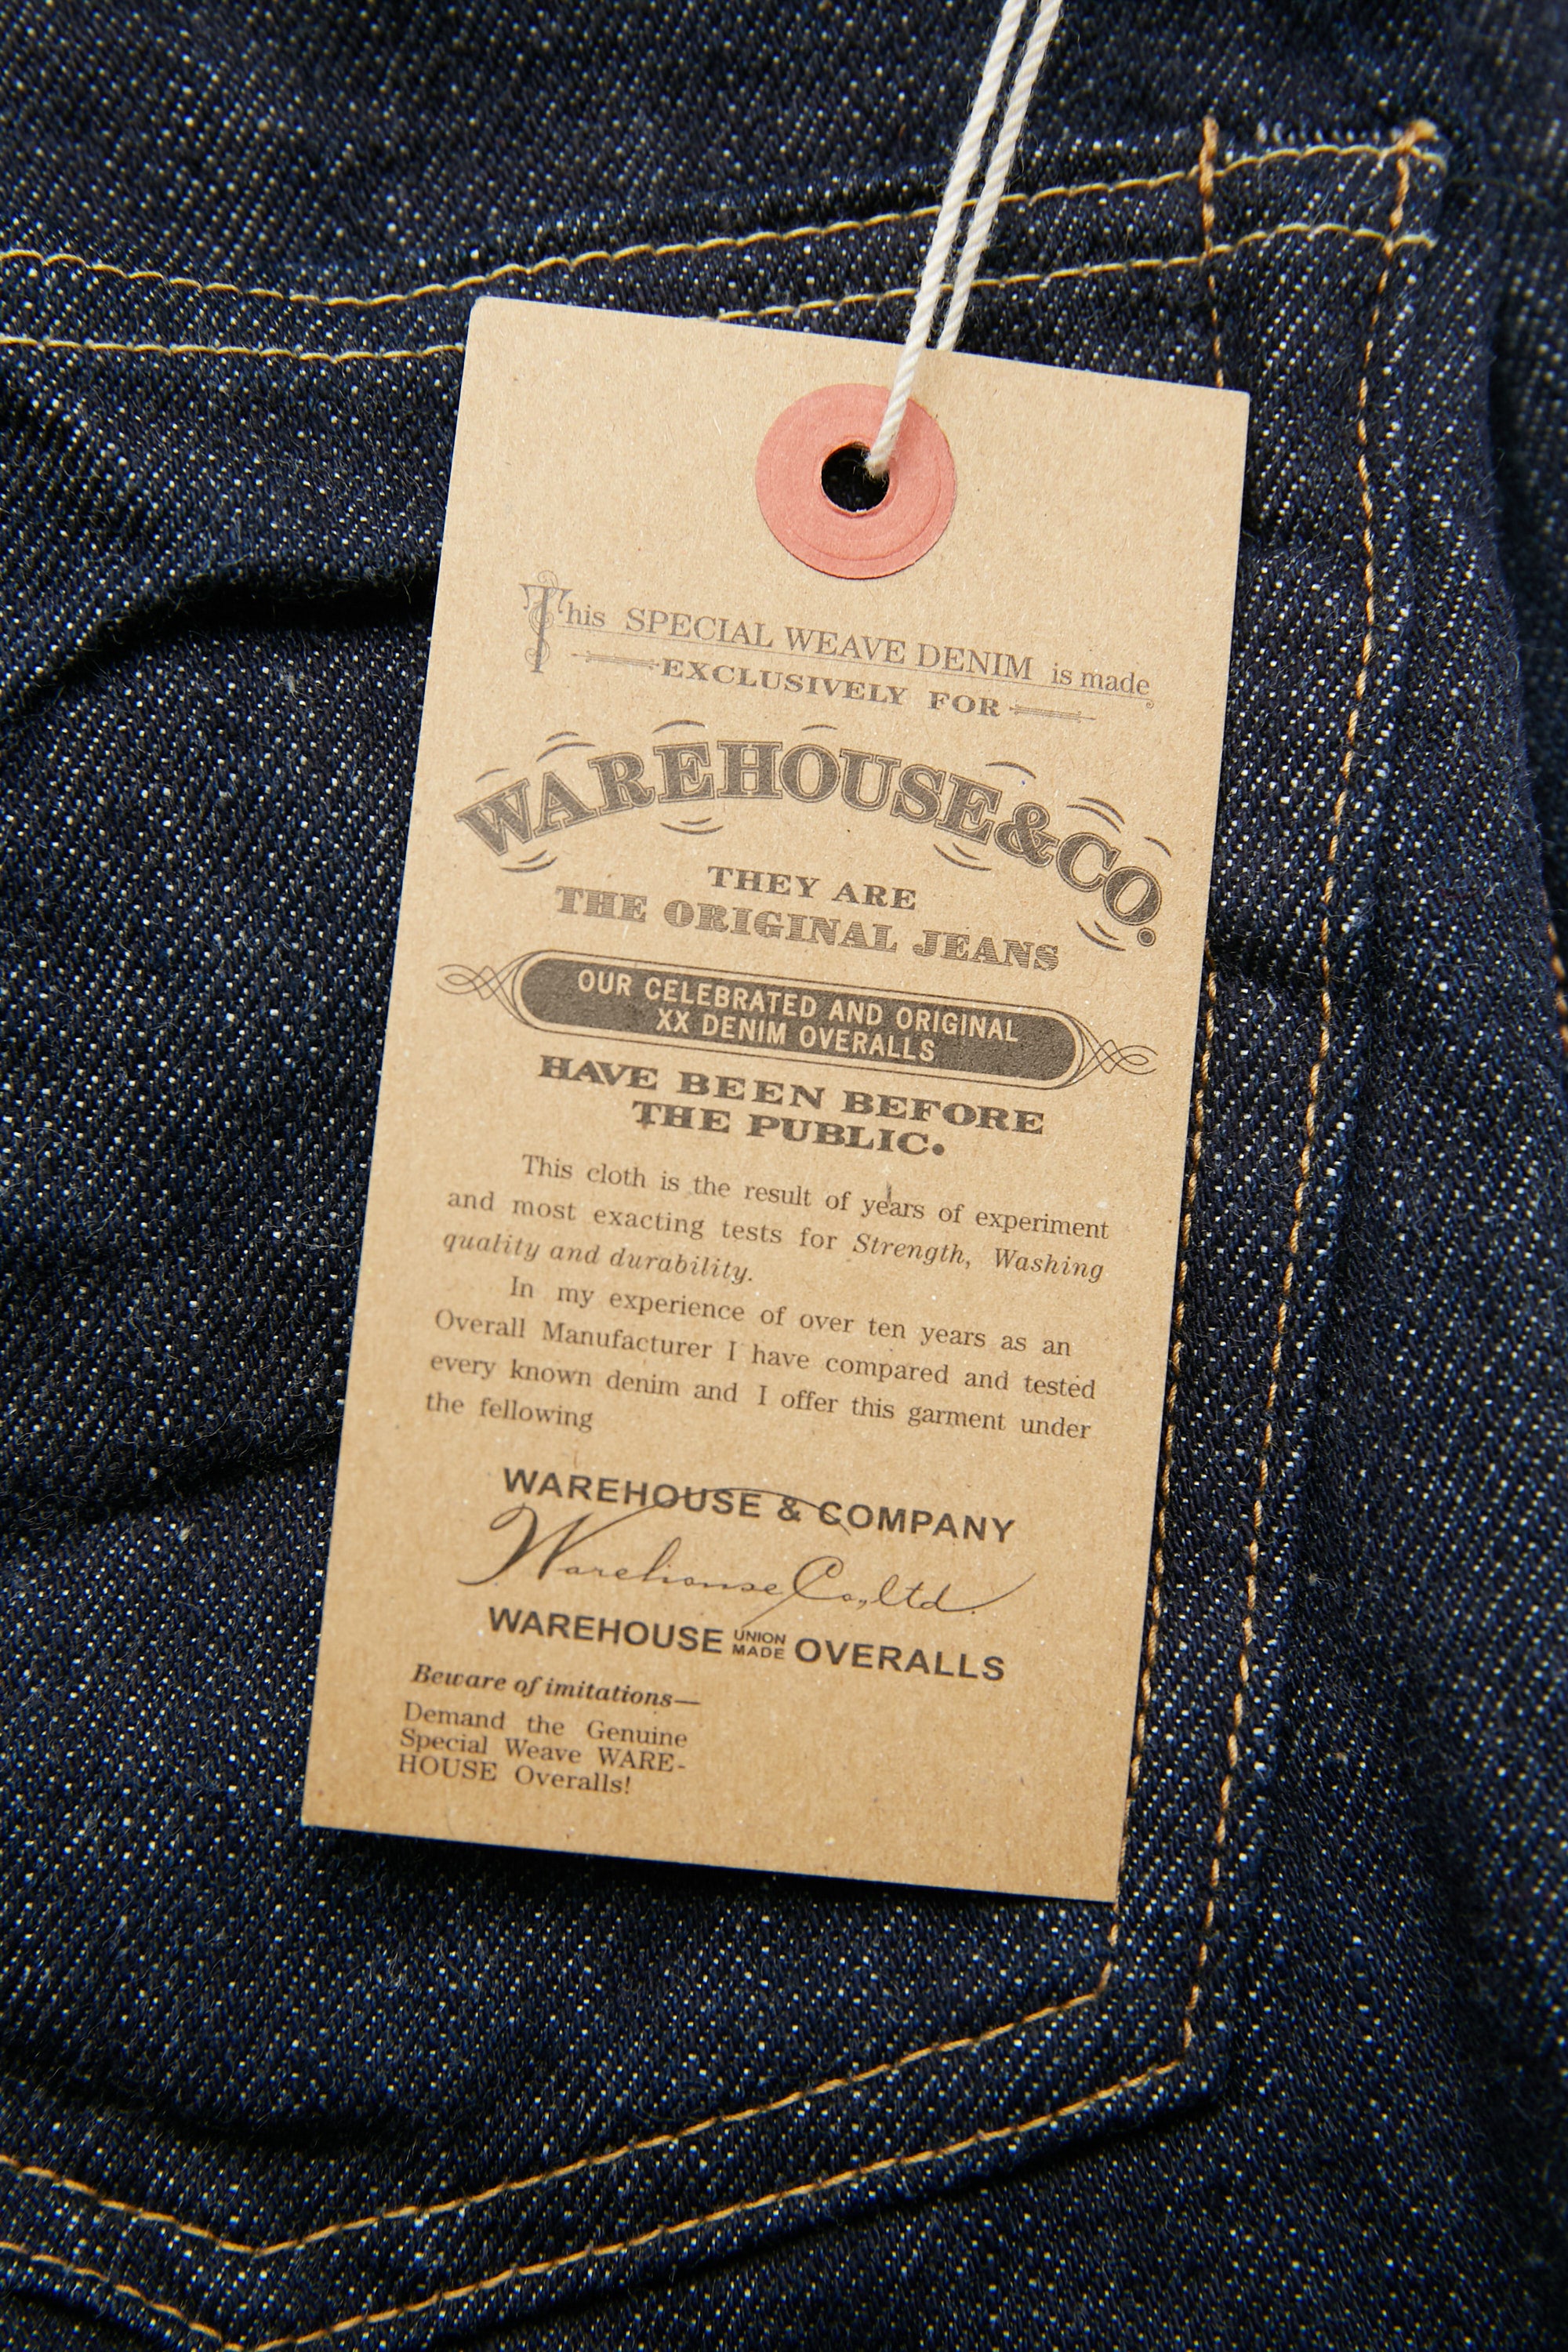 This SPECIAL WEAVE DENIM is made
EXCLUSIVELY FOR
WAREHOUSE & CO.
THEY ARE
THE ORIGINAL JEANS
OUR CELEBRATED AND ORIGINAL
XX DENIM OVERALLS
HAVE BEEN BEFORE
THE PUBLIC.
This cloth is the result of years of experiment
and most exacting tests for Strength, Washing
quality and durability.
In my experience of over ten years as an
Overall Manufacturer I have compared and tested
every known denim and I offer this garment under
the fellowing
WAREHOUSE & COMPANY
Warehouse Co,,ltd.
WAREHOUSE UNION MADE OVERALLS
Beware of imitations—
Demand the Genuine
Special Weave WARE-
HOUSE Overalls!